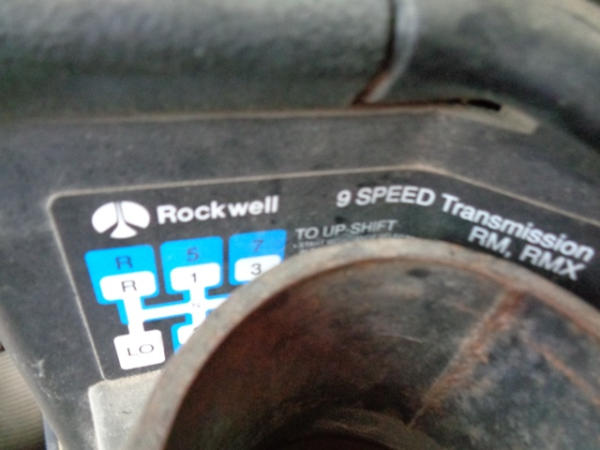 Rockwell
9 SPEED Transmission
RM, RMX
TO UP-SHIFT
R 5 7
R 1 3
LO